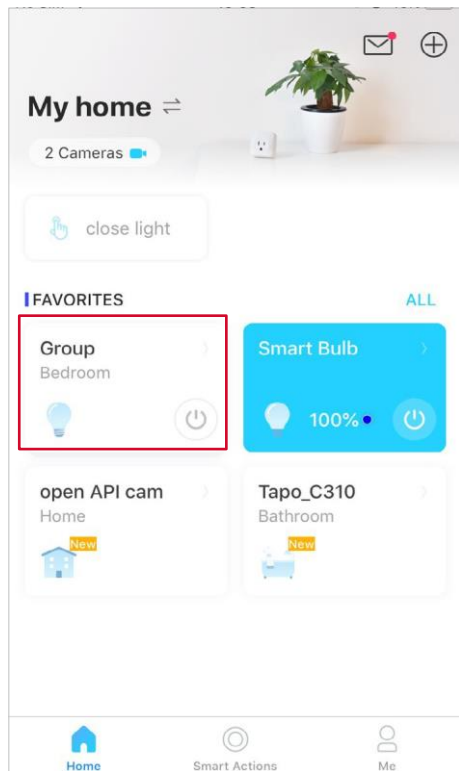 My home
2 Cameras
close light
FAVORITES ALL
Group
Bedroom
Smart Bulb
100%
open API cam
Home
New
Tapo_C310
Bathroom
New
Home Smart Actions Me